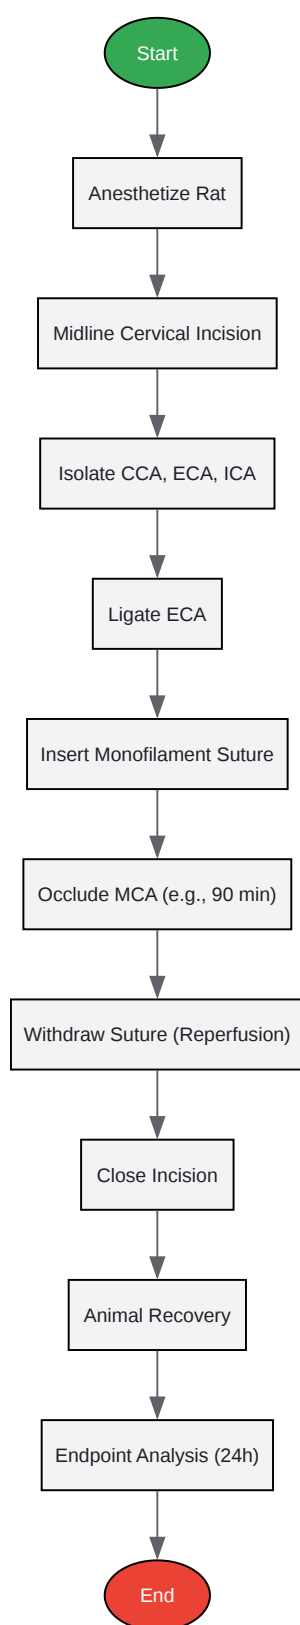 Start
Anesthetize Rat
Midline Cervical Incision
Isolate CCA, ECA, ICA
Ligate ECA
Insert Monofilament Suture
Occlude MCA (e.g., 90 min)
Withdraw Suture (Reperfusion)
Close Incision
Animal Recovery
Endpoint Analysis (24h)
End